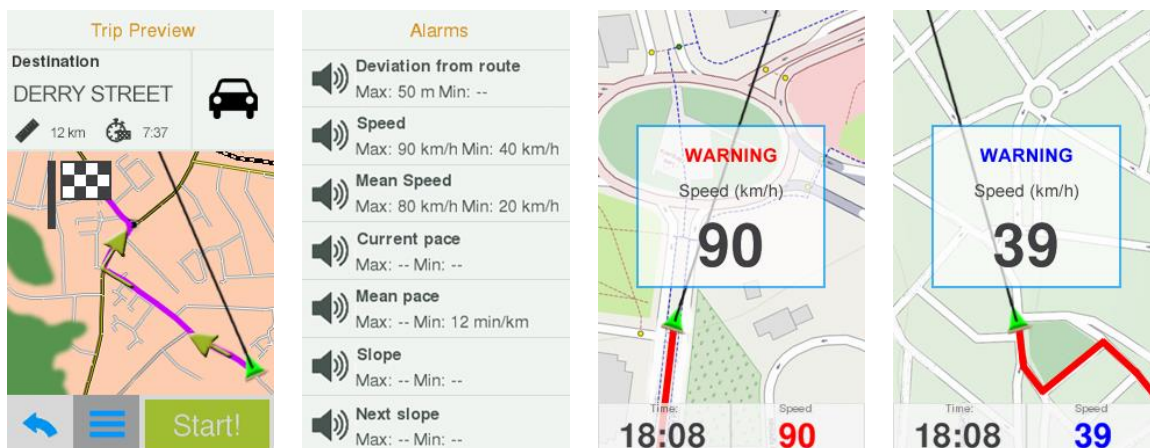 Trip Preview
Destination
DERRY STREET
12 km 7:37
Start!
Alarms
Deviation from route
Max: 50 m Min: --
Speed
Max: 90 km/h Min: 40 km/h
Mean Speed
Max: 80 km/h Min: 20 km/h
Current pace
Max: -- Min: --
Mean pace
Max: -- Min: 12 min/km
Slope
Max: -- Min: --
Next slope
Max: -- Min: --
WARNING
Speed (km/h)
90
Time: Speed
18:08 90
WARNING
Speed (km/h)
39
Time: Speed
18:08 39